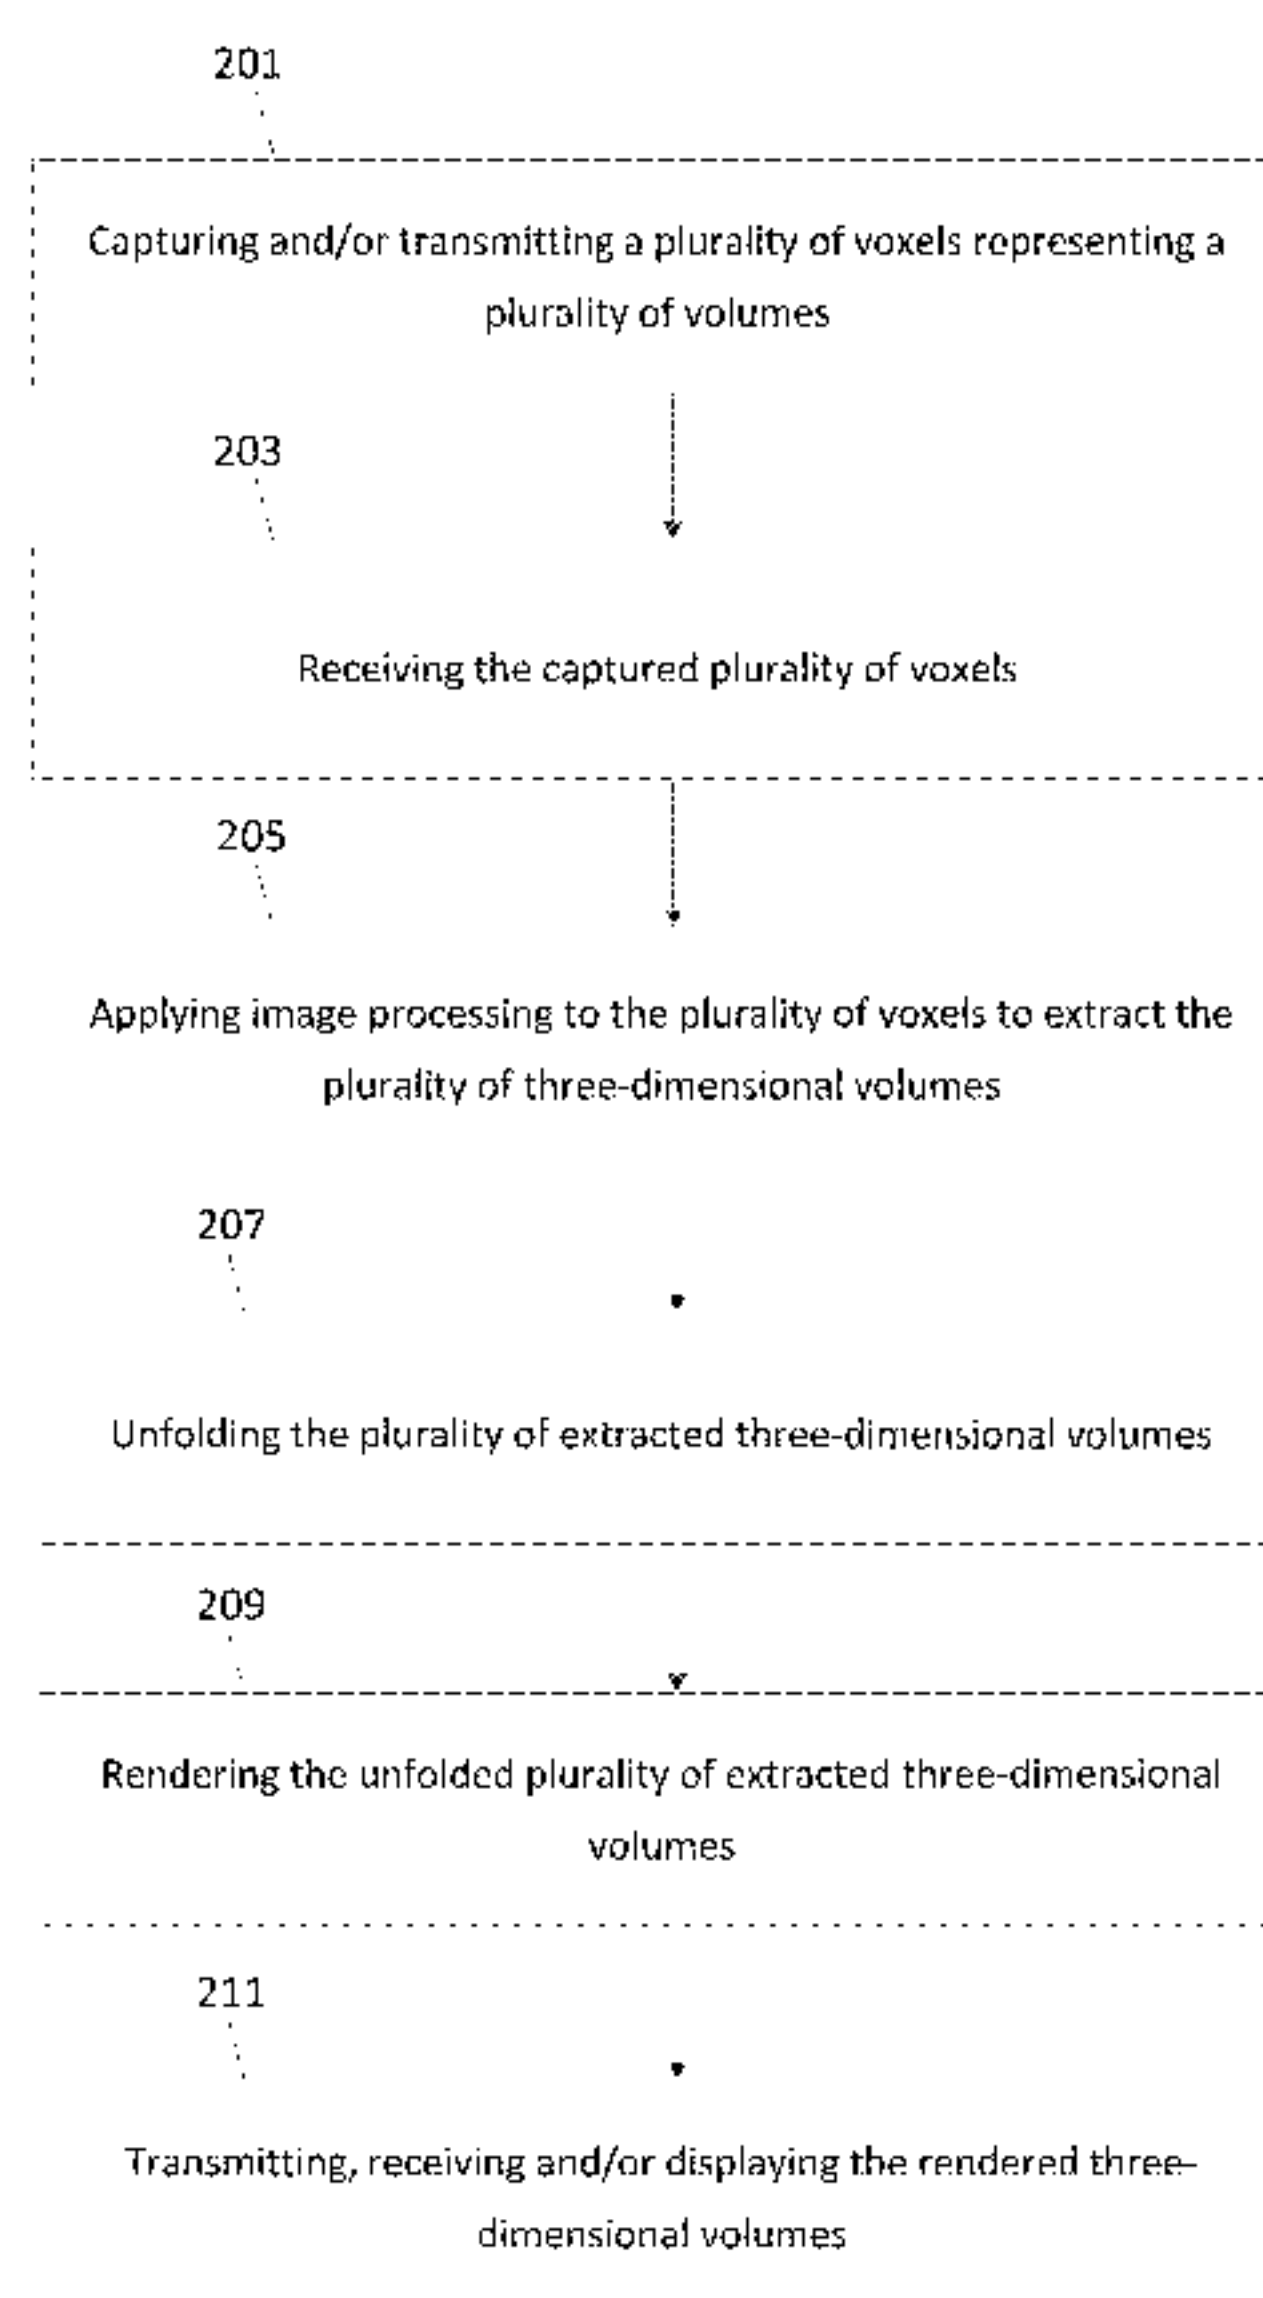 201
Capturing and/or transmitting a plurality of voxels representing a
plurality of volumes
203
Receiving the captured plurality of voxels
205
Applying image processing to the plurality of voxels to extract the
plurality of three-dimensional volumes
207
Unfolding the plurality of extracted three-dimensional volumes
209
Rendering the unfolded plurality of extracted three-dimensional
volumes
211
Transmitting, receiving and/or displaying the rendered three-
dimensional volumes